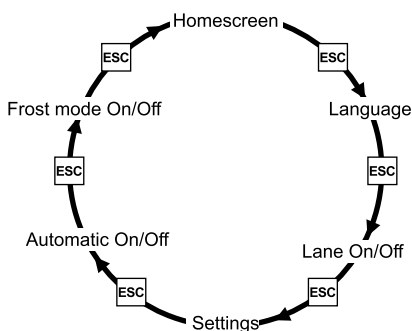 Homescreen
ESC
ESC
Frost mode On/Off
Language
ESC
ESC
Automatic On/Off
Lane On/Off
ESC
ESC
Settings